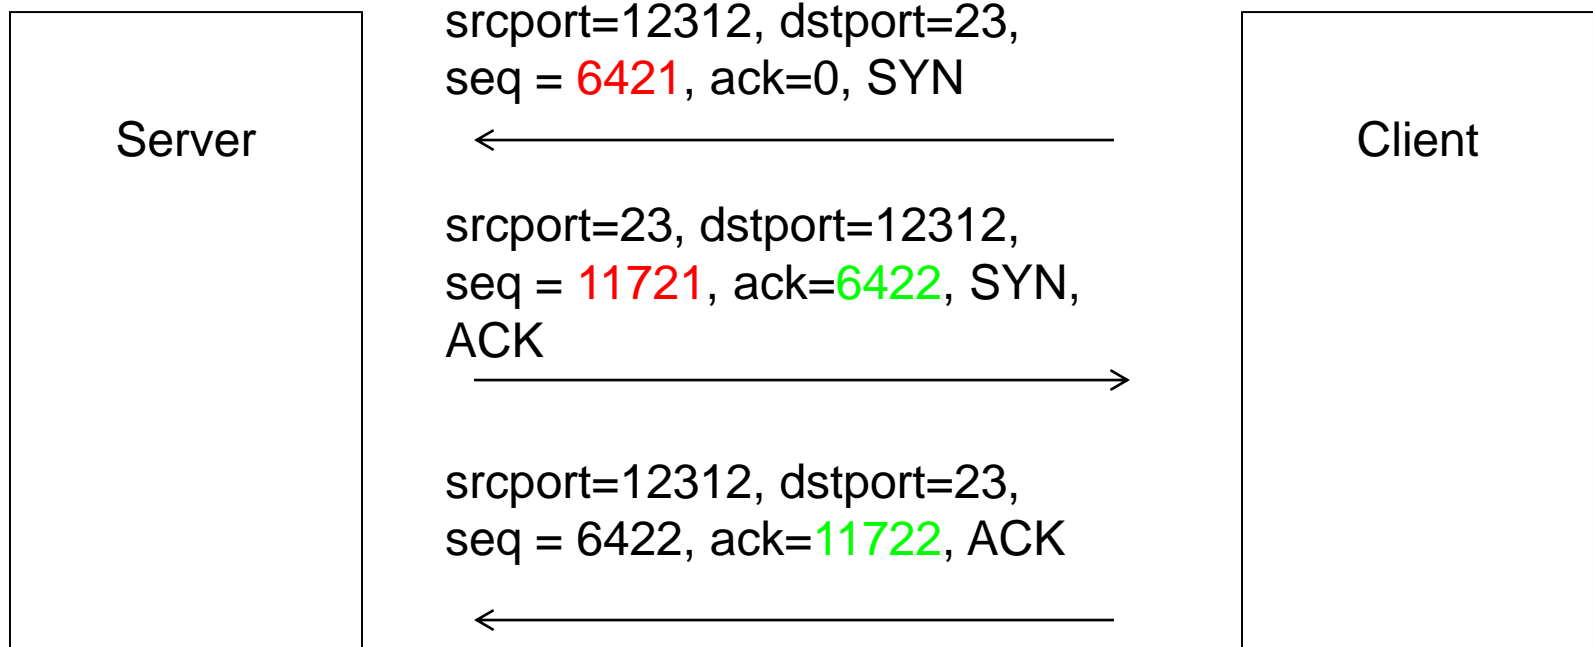 srcport=12312, dstport=23,
seq = 6421, ack=0, SYN
Server
Client
srcport=23, dstport=12312,
seq = 11721, ack=6422, SYN,
ACK
srcport=12312, dstport=23,
seq = 6422, ack=11722, ACK